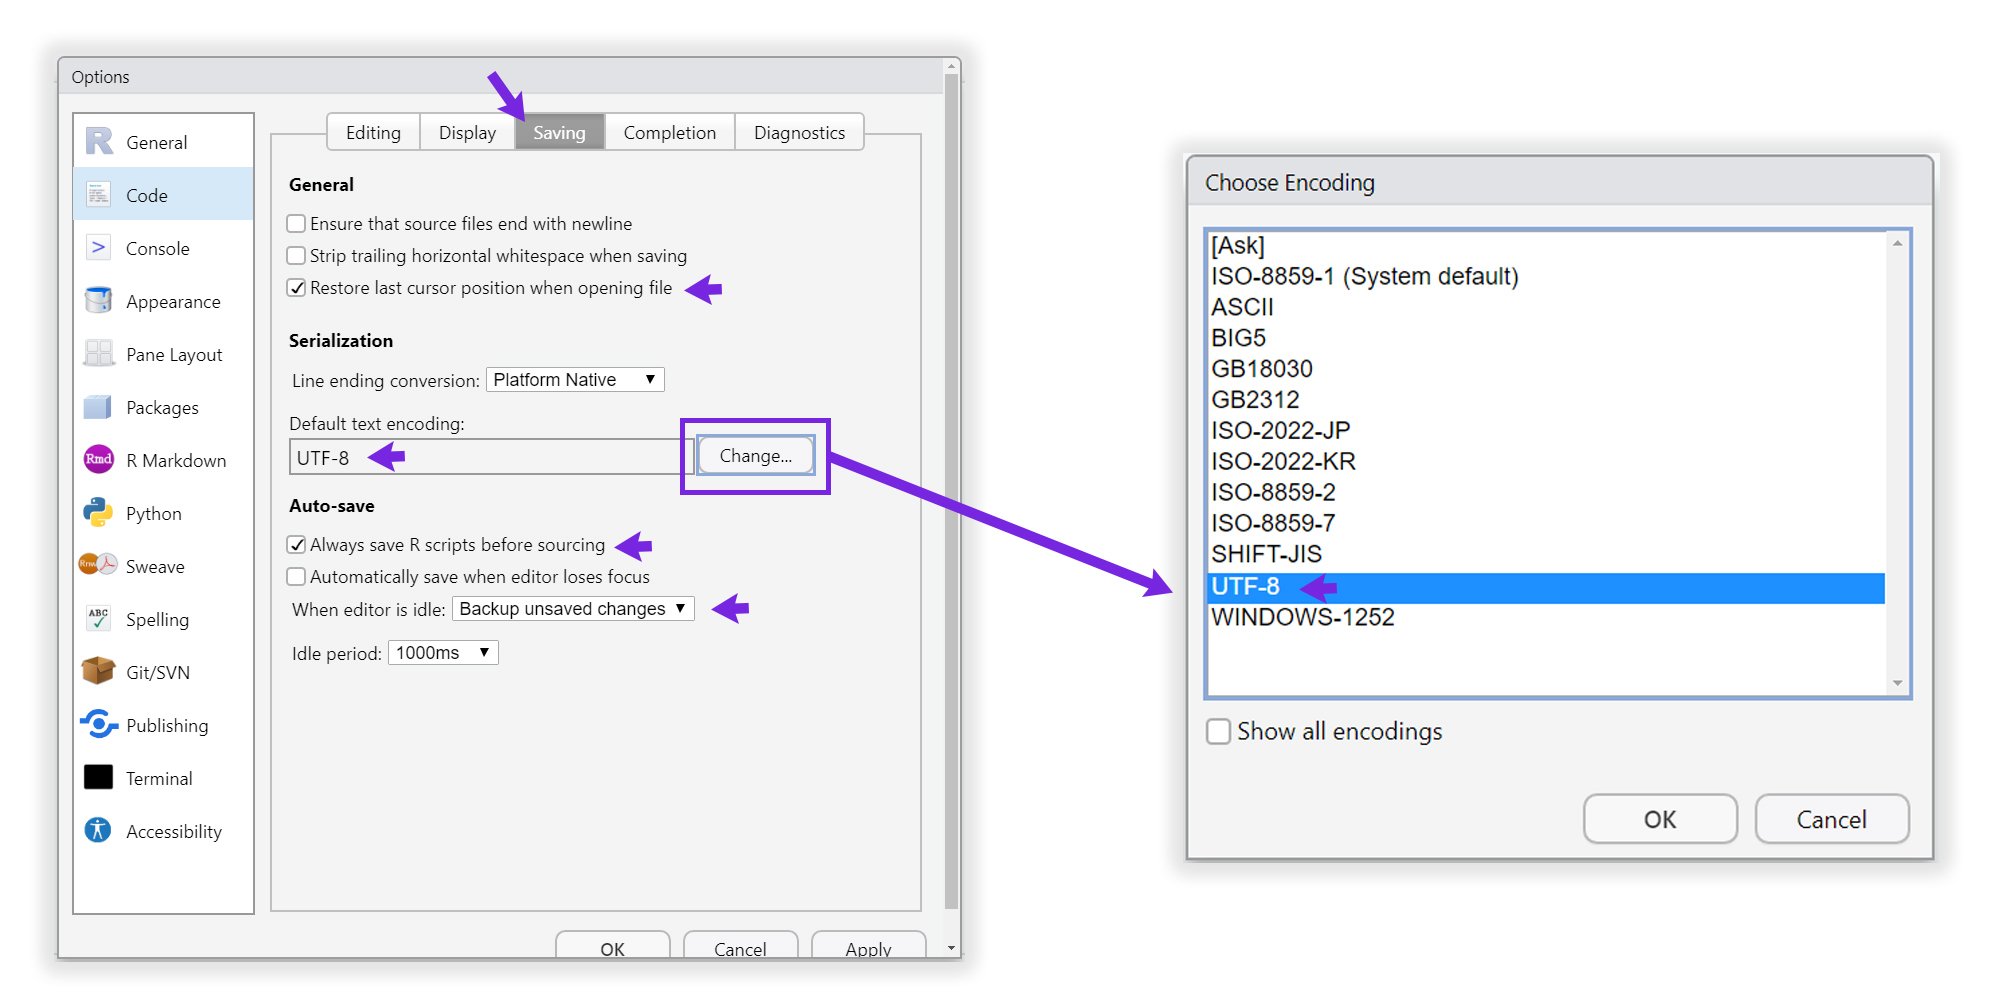 Options
General
Code
Console
Appearance
Pane Layout
Packages
Rmd R Markdown
Python
Rnw Sweave
ABC Spelling
Git/SVN
Publishing
Terminal
Accessibility
Editing Display Saving Completion Diagnostics
General
Ensure that source files end with newline
Strip trailing horizontal whitespace when saving
Restore last cursor position when opening file
Serialization
Line ending conversion: Platform Native
Default text encoding:
UTF-8 Change...
Auto-save
Always save R scripts before sourcing
Automatically save when editor loses focus
When editor is idle: Backup unsaved changes
Idle period: 1000ms
OK Cancel Apply
Choose Encoding
[Ask]
ISO-8859-1 (System default)
ASCII
BIG5
GB18030
GB2312
ISO-2022-JP
ISO-2022-KR
ISO-8859-2
ISO-8859-7
SHIFT-JIS
UTF-8
WINDOWS-1252
Show all encodings
OK Cancel